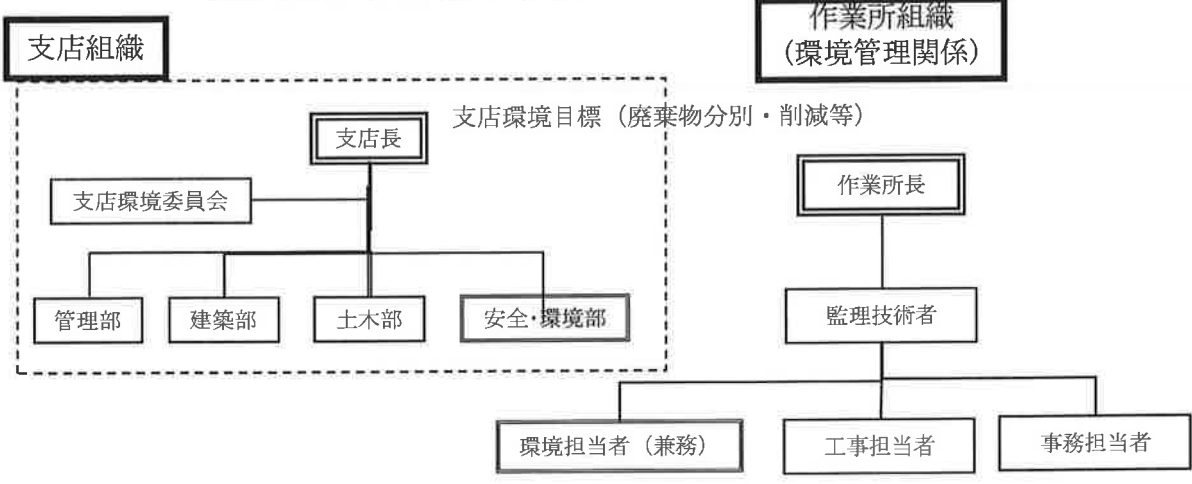 支店組織
作業所組織
(環境管理関係)
支店環境目標（廃棄物分別・削減等）
支店長
支店環境委員会
管理部
建築部
土木部
安全・環境部
作業所長
監理技術者
環境担当者（兼務）
工事担当者
事務担当者